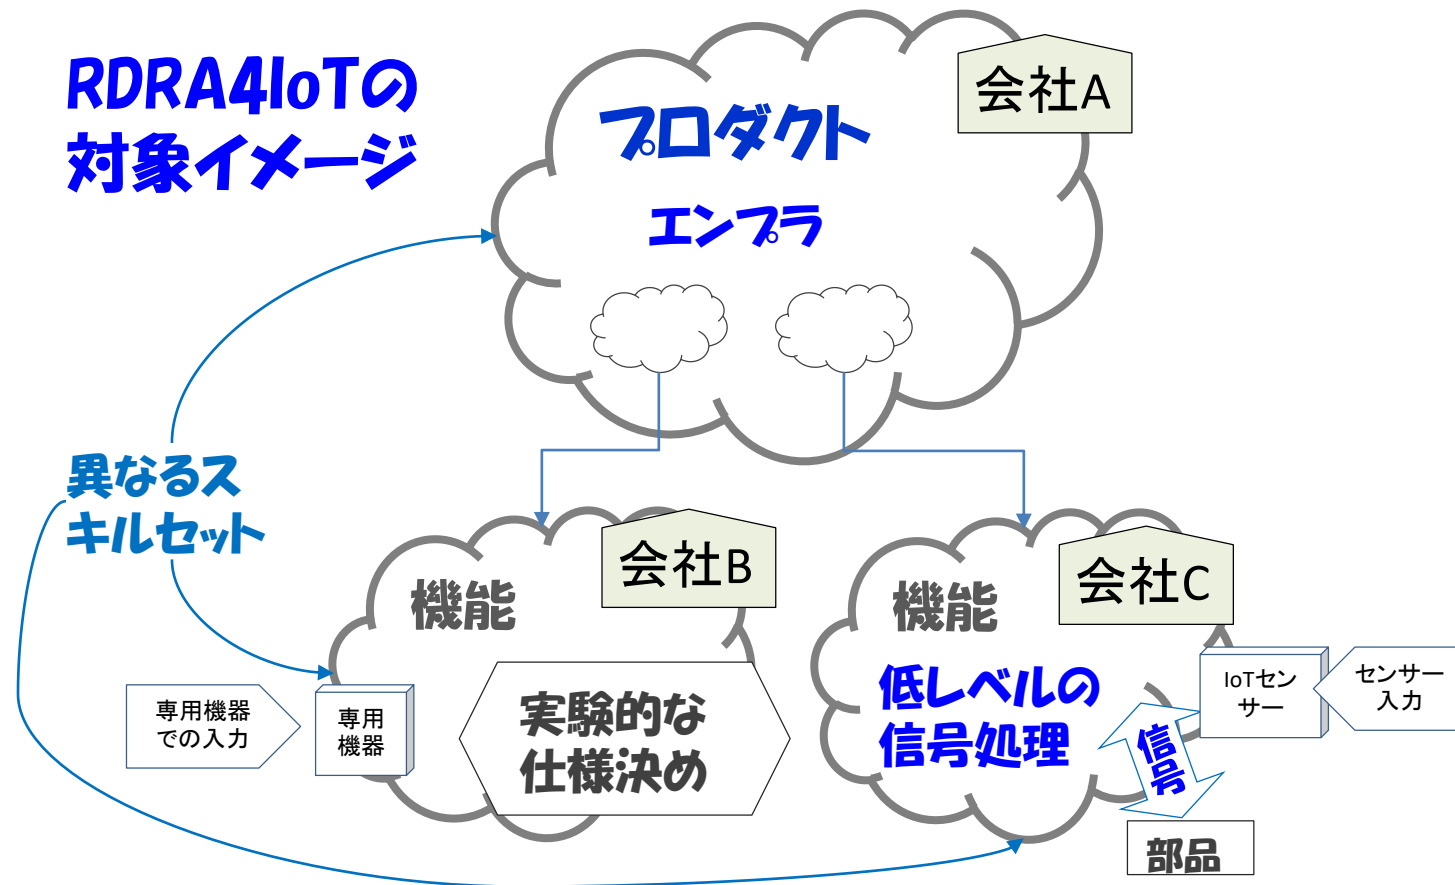 RDRA4IoTの
対象イメージ
会社A
プロダクト
エンプラ
異なるス
キルセット
会社B
機能
専用機器
での入力
専用
機器
実験的な
仕様決め
会社C
機能
低レベルの
信号処理
IoTセン
サー
センサー
入力
信号
部品